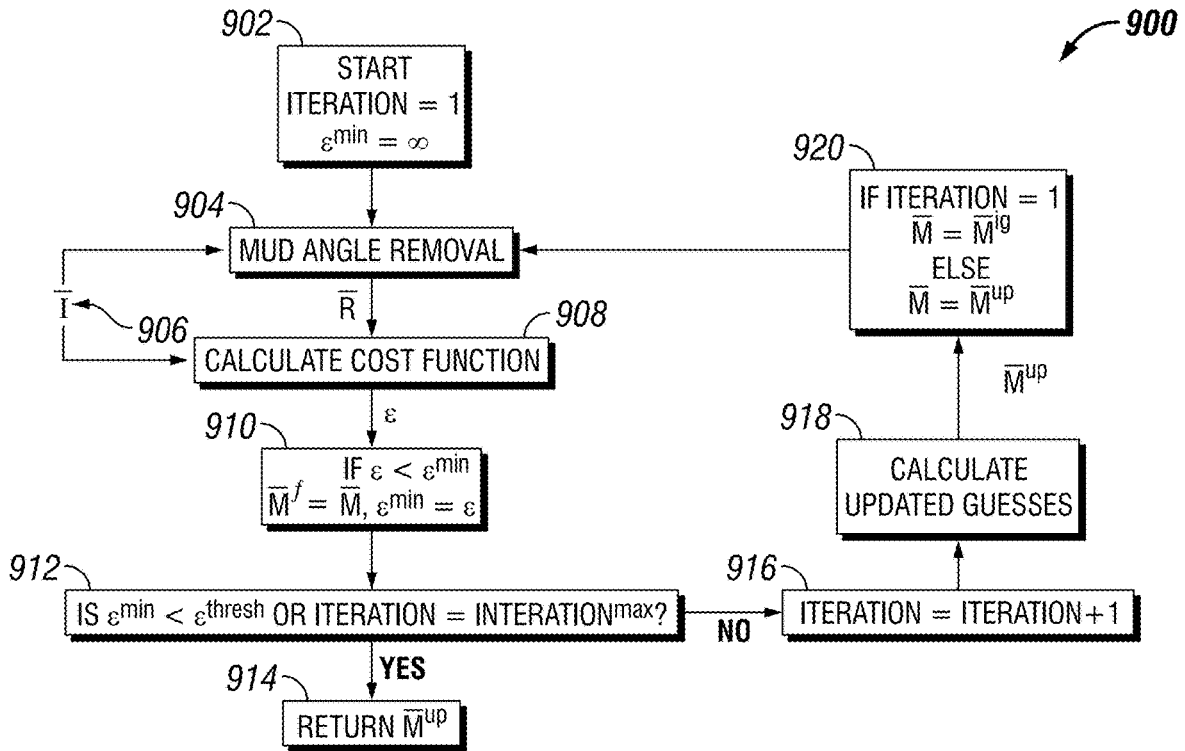 900
902
START
ITERATION = 1
ε^min = ∞
904
MUD ANGLE REMOVAL
I̅
906
R̅
908
CALCULATE COST FUNCTION
ε
910
IF ε < ε^min
M̅^f = M̅, ε^min = ε
912
IS ε^min < ε^thresh OR ITERATION = INTERATION^max?
YES
NO
914
RETURN M̅^up
916
ITERATION = ITERATION+1
918
CALCULATE
UPDATED GUESSES
M̅^up
920
IF ITERATION = 1
M̅ = M̅^ig
ELSE
M̅ = M̅^up